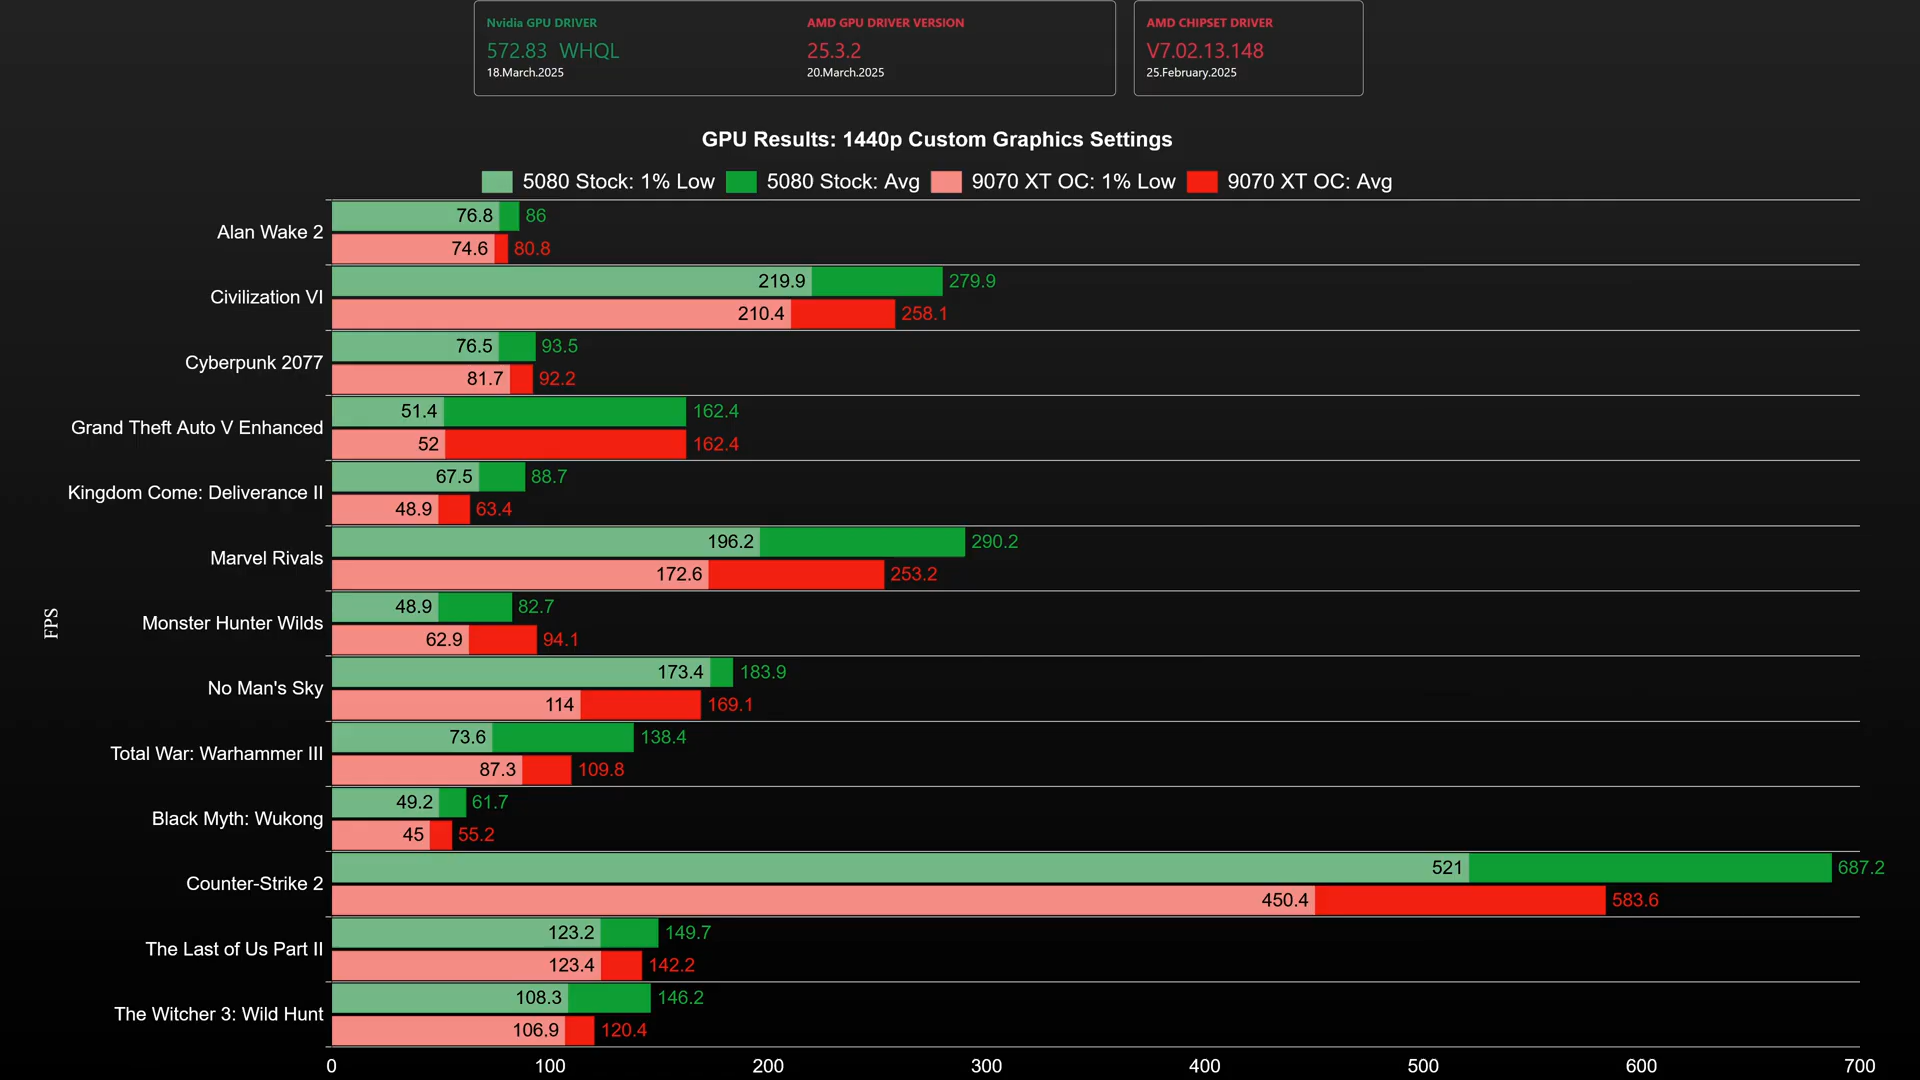 Nvidia GPU DRIVER
572.83 WHQL
18.March.2025
AMD GPU DRIVER VERSION
25.3.2
20.March.2025
AMD CHIPSET DRIVER
V7.02.13.148
25.February.2025
GPU Results: 1440p Custom Graphics Settings
5080 Stock: 1% Low 5080 Stock: Avg 9070 XT OC: 1% Low 9070 XT OC: Avg
FPS
Alan Wake 2
76.8 86
74.6 80.8
Civilization VI
219.9 279.9
210.4 258.1
Cyberpunk 2077
76.5 93.5
81.7 92.2
Grand Theft Auto V Enhanced
51.4 162.4
52 162.4
Kingdom Come: Deliverance II
67.5 88.7
48.9 63.4
Marvel Rivals
196.2 290.2
172.6 253.2
Monster Hunter Wilds
48.9 82.7
62.9 94.1
No Man's Sky
173.4 183.9
114 169.1
Total War: Warhammer III
73.6 138.4
87.3 109.8
Black Myth: Wukong
49.2 61.7
45 55.2
Counter-Strike 2
521 687.2
450.4 583.6
The Last of Us Part II
123.2 149.7
123.4 142.2
The Witcher 3: Wild Hunt
108.3 146.2
106.9 120.4
0 100 200 300 400 500 600 700